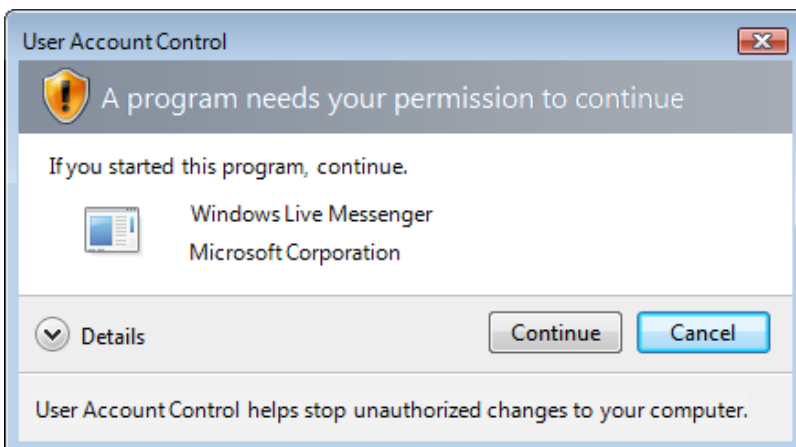 User Account Control
A program needs your permission to continue
If you started this program, continue.
Windows Live Messenger
Microsoft Corporation
Details
Continue
Cancel
User Account Control helps stop unauthorized changes to your computer.